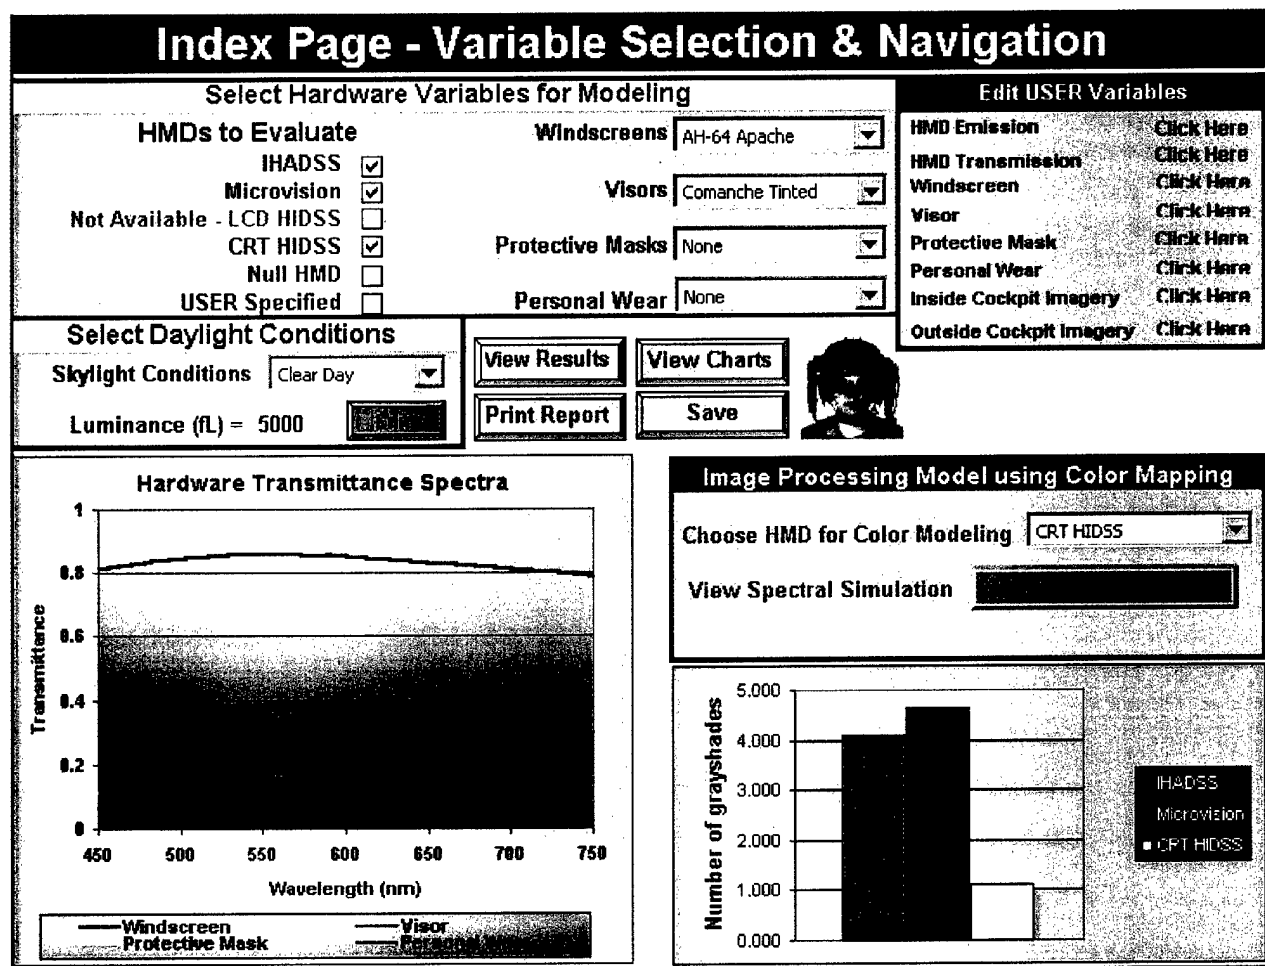 Index Page - Variable Selection & Navigation
Select Hardware Variables for Modeling
HMDs to Evaluate
IHADSS
Microvision
Not Available - LCD HIDSS
CRT HIDSS
Null HMD
USER Specified
Windscreens AH-64 Apache
Visors Comanche Tinted
Protective Masks None
Personal Wear None
Edit USER Variables
HMD Emission Click Here
HMD Transmission Click Here
Windscreen Click Here
Visor Click Here
Protective Mask Click Here
Personal Wear Click Here
Inside Cockpit Imagery Click Here
Outside Cockpit Imagery Click Here
Select Daylight Conditions
Skylight Conditions Clear Day
Luminance (fL) = 5000
View Results View Charts
Print Report Save
Hardware Transmittance Spectra
Transmittance
1
0.8
0.6
0.4
0.2
0
450 500 550 600 650 700 750
Wavelength (nm)
Windscreen Visor
Protective Mask Personal
Image Processing Model using Color Mapping
Choose HMD for Color Modeling CRT HIDSS
View Spectral Simulation
Number of grayshades
5.000
4.000
3.000
2.000
1.000
0.000
IHADSS
Microvision
CRT HIDSS